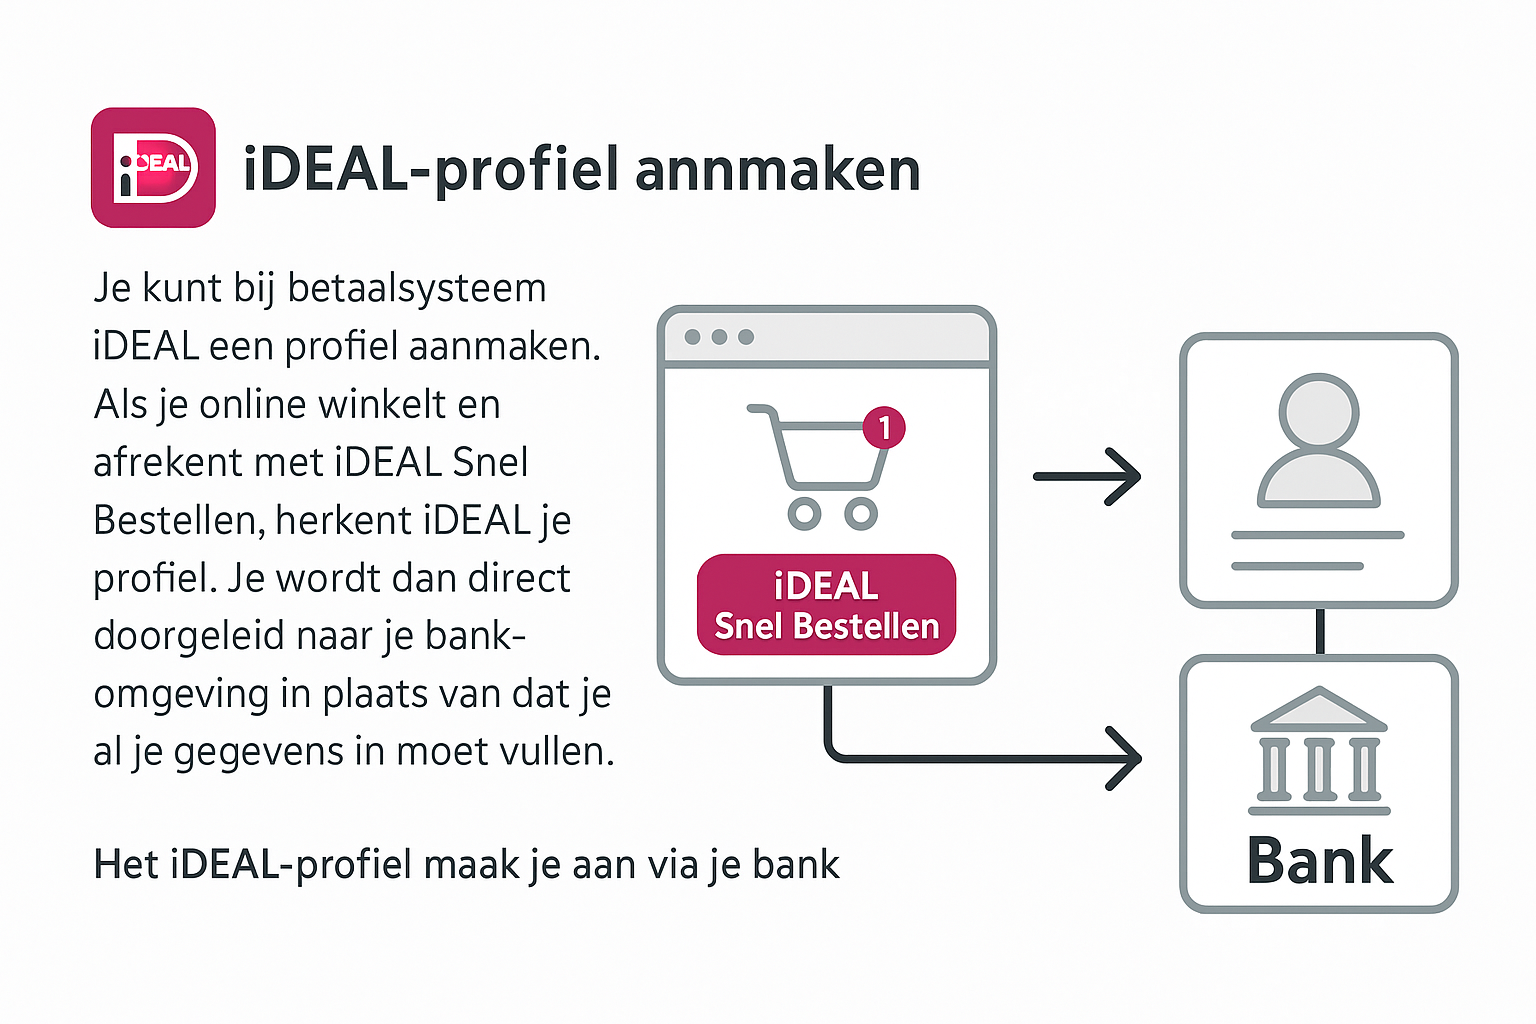 iDEAL
iDEAL-profiel annmaken
Je kunt bij betaalsysteem
iDEAL een profiel aanmaken.
Als je online winkelt en
afrekent met iDEAL Snel
Bestellen, herkent iDEAL je
profiel. Je wordt dan direct
doorgeleid naar je bank-
omgeving in plaats van dat je
al je gegevens in moet vullen.
Het iDEAL-profiel maak je aan via je bank
1
iDEAL
Snel Bestellen
Bank